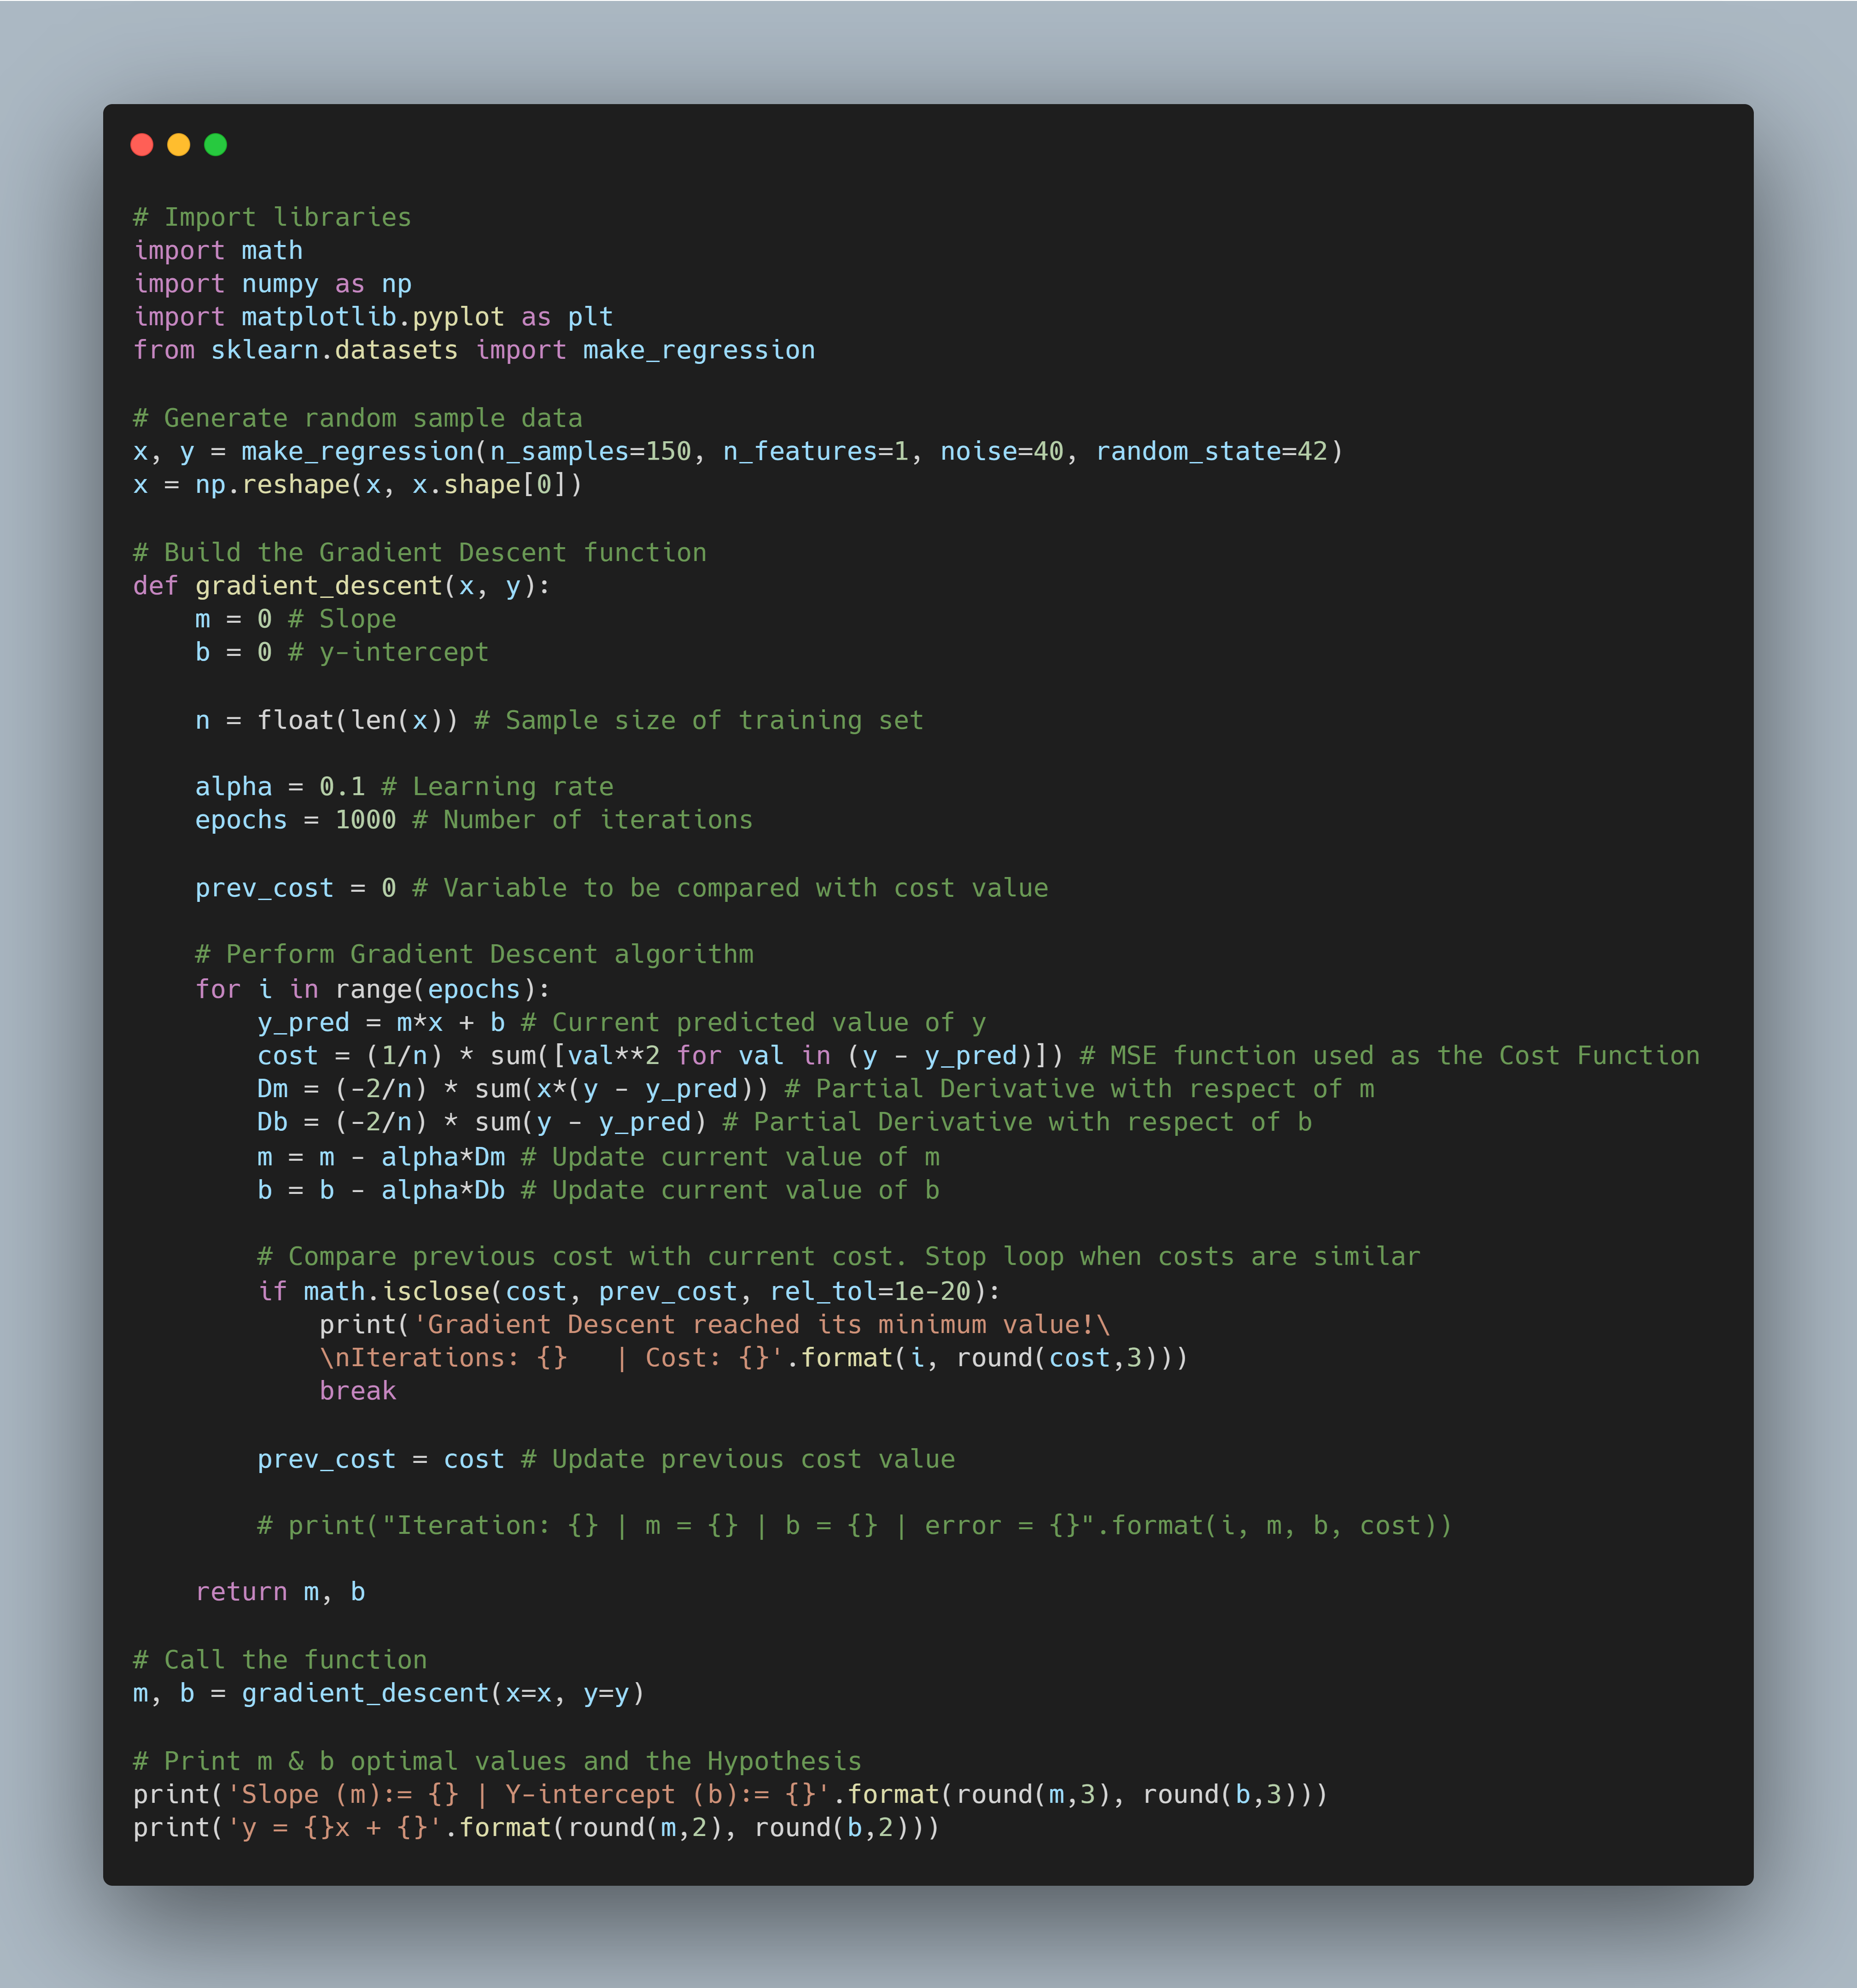 # Import libraries
import math
import numpy as np
import matplotlib.pyplot as plt
from sklearn.datasets import make_regression

# Generate random sample data
x, y = make_regression(n_samples=150, n_features=1, noise=40, random_state=42)
x = np.reshape(x, x.shape[0])

# Build the Gradient Descent function
def gradient_descent(x, y):
    m = 0 # Slope
    b = 0 # y-intercept

    n = float(len(x)) # Sample size of training set

    alpha = 0.1 # Learning rate
    epochs = 1000 # Number of iterations

    prev_cost = 0 # Variable to be compared with cost value

    # Perform Gradient Descent algorithm
    for i in range(epochs):
        y_pred = m*x + b # Current predicted value of y
        cost = (1/n) * sum([val**2 for val in (y - y_pred)]) # MSE function used as the Cost Function
        Dm = (-2/n) * sum(x*(y - y_pred)) # Partial Derivative with respect of m
        Db = (-2/n) * sum(y - y_pred) # Partial Derivative with respect of b
        m = m - alpha*Dm # Update current value of m
        b = b - alpha*Db # Update current value of b

        # Compare previous cost with current cost. Stop loop when costs are similar
        if math.isclose(cost, prev_cost, rel_tol=1e-20):
            print('Gradient Descent reached its minimum value!\
            \nIterations: {}   | Cost: {}'.format(i, round(cost,3)))
            break

        prev_cost = cost # Update previous cost value

        # print("Iteration: {} | m = {} | b = {} | error = {}".format(i, m, b, cost))

    return m, b

# Call the function
m, b = gradient_descent(x=x, y=y)

# Print m & b optimal values and the Hypothesis
print('Slope (m):= {} | Y-intercept (b):= {}'.format(round(m,3), round(b,3)))
print('y = {}x + {}'.format(round(m,2), round(b,2)))